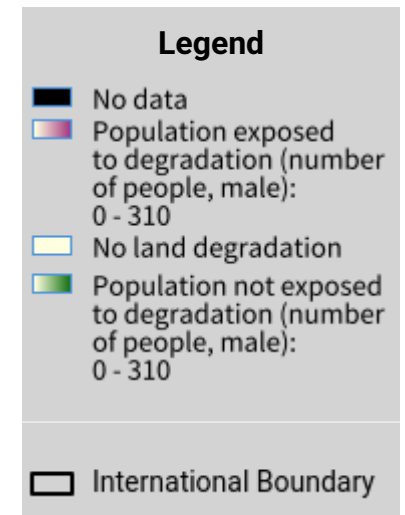 Legend
No data
Population exposed
to degradation (number
of people, male):
0 - 310
No land degradation
Population not exposed
to degradation (number
of people, male):
0 - 310
International Boundary